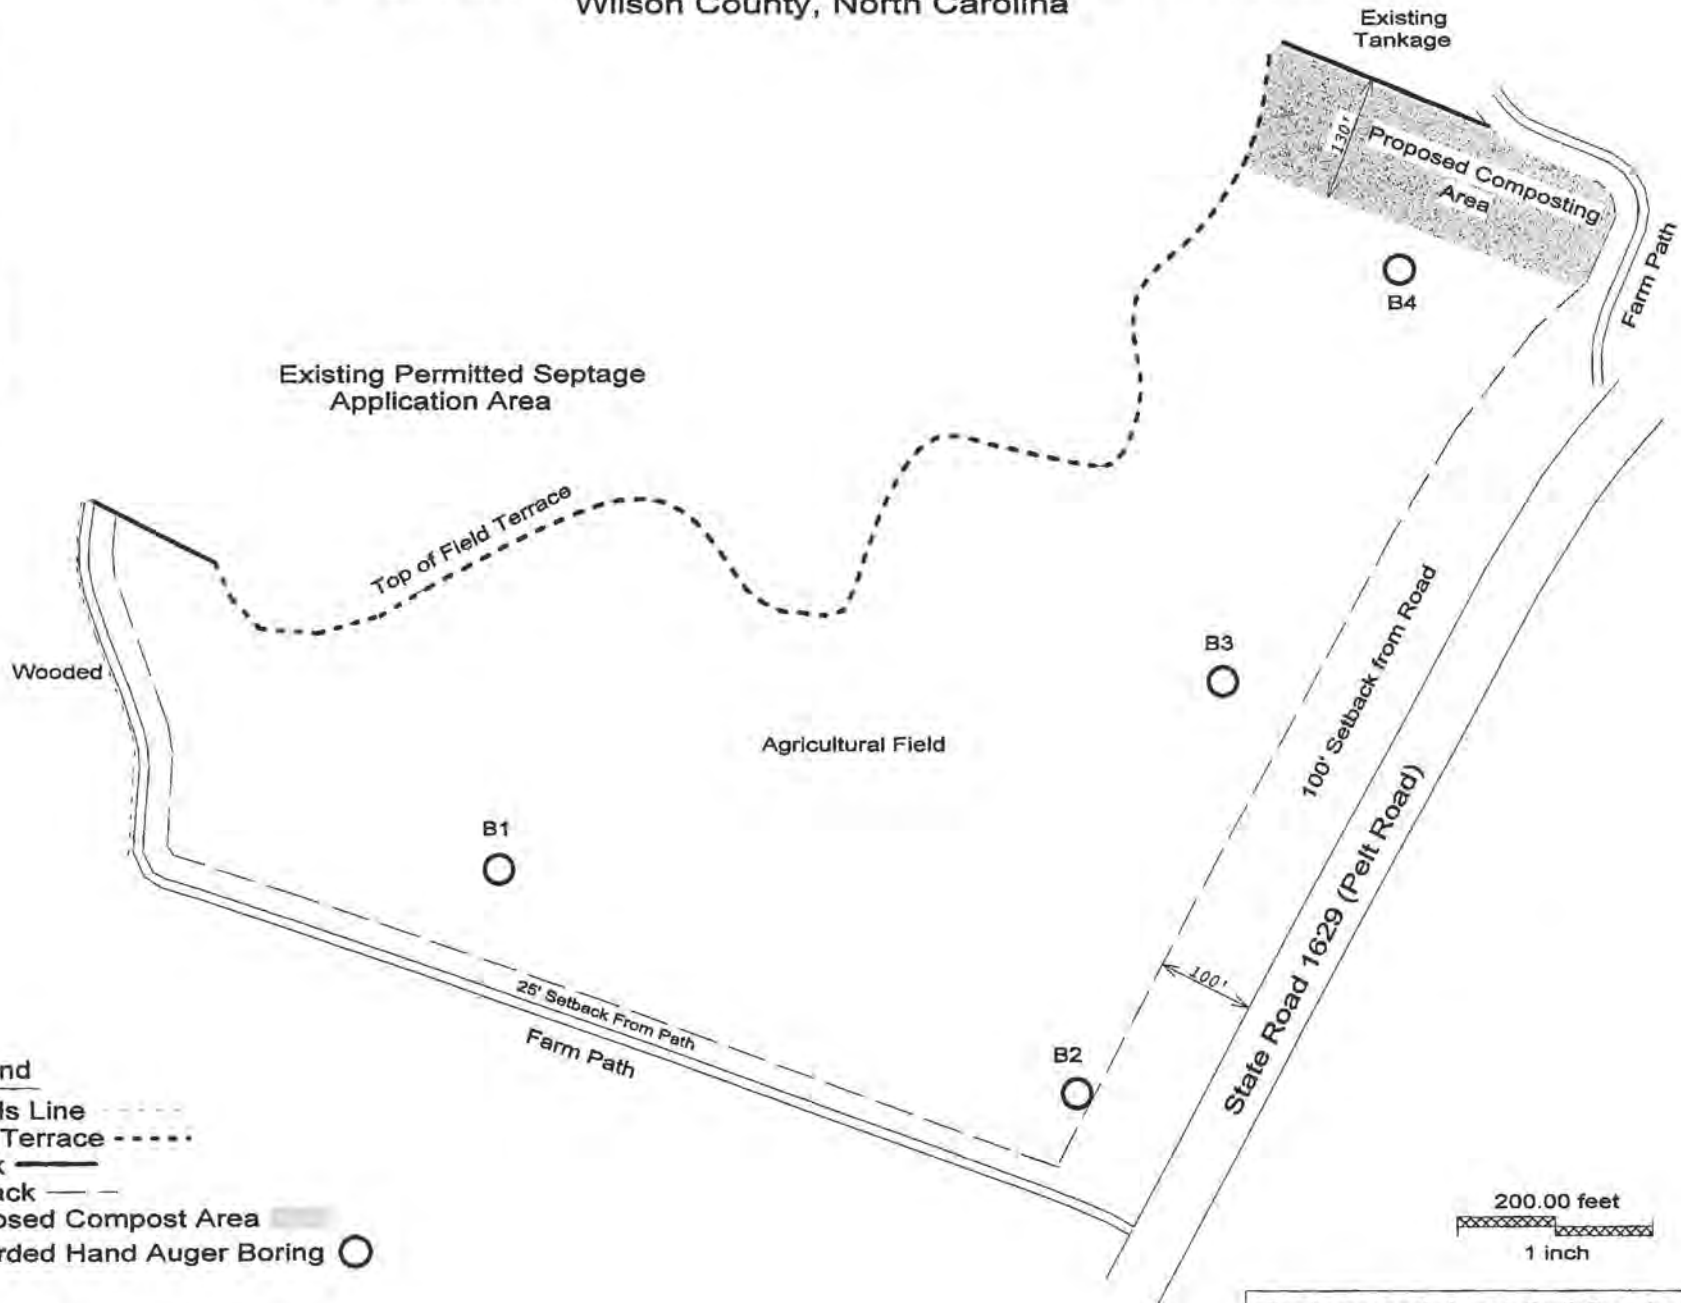 Wilson County, North Carolina
Existing
Tankage
130'
Proposed Composting
Area
Farm Path
B4
Existing Permitted Septage
Application Area
Top of Field Terrace
Wooded
B3
100' Setback from Road
Agricultural Field
B1
State Road 1629 (Pelt Road)
100'
25' Setback From Path
Farm Path
B2
nd
ls Line
Terrace
k
ack
osed Compost Area
rded Hand Auger Boring
200.00 feet
1 inch